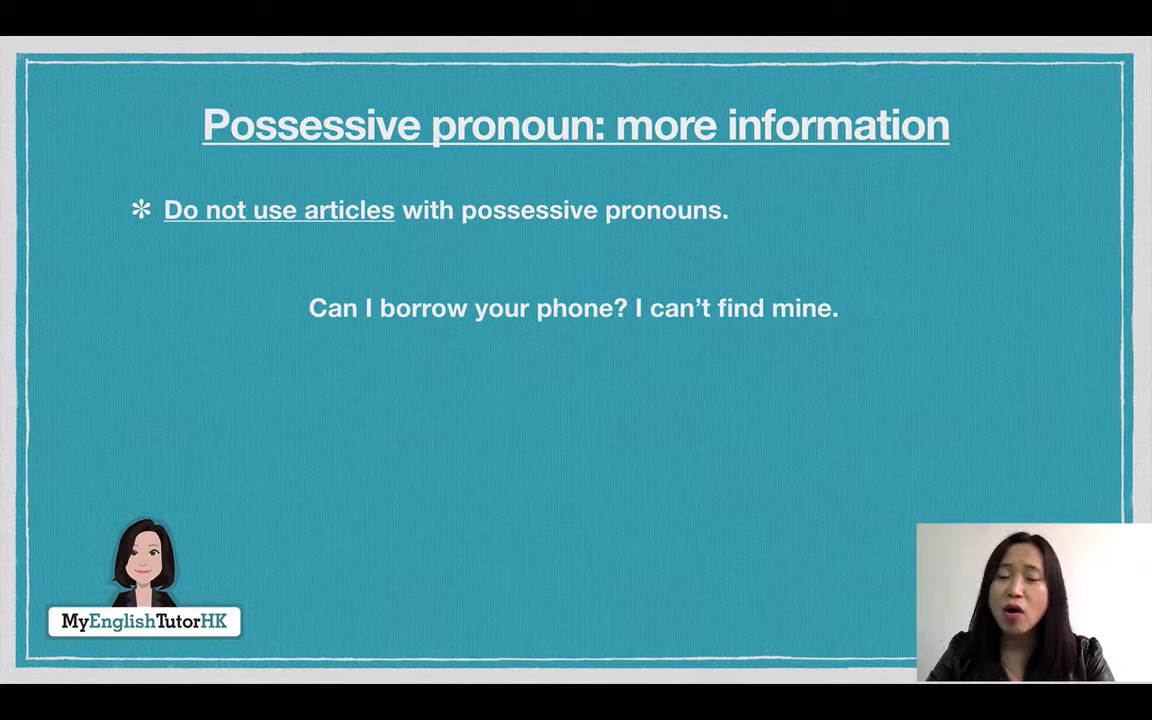 Possessive pronoun: more information
✻ Do not use articles with possessive pronouns.
Can I borrow your phone? I can’t find mine.
MyEnglishTutorHK